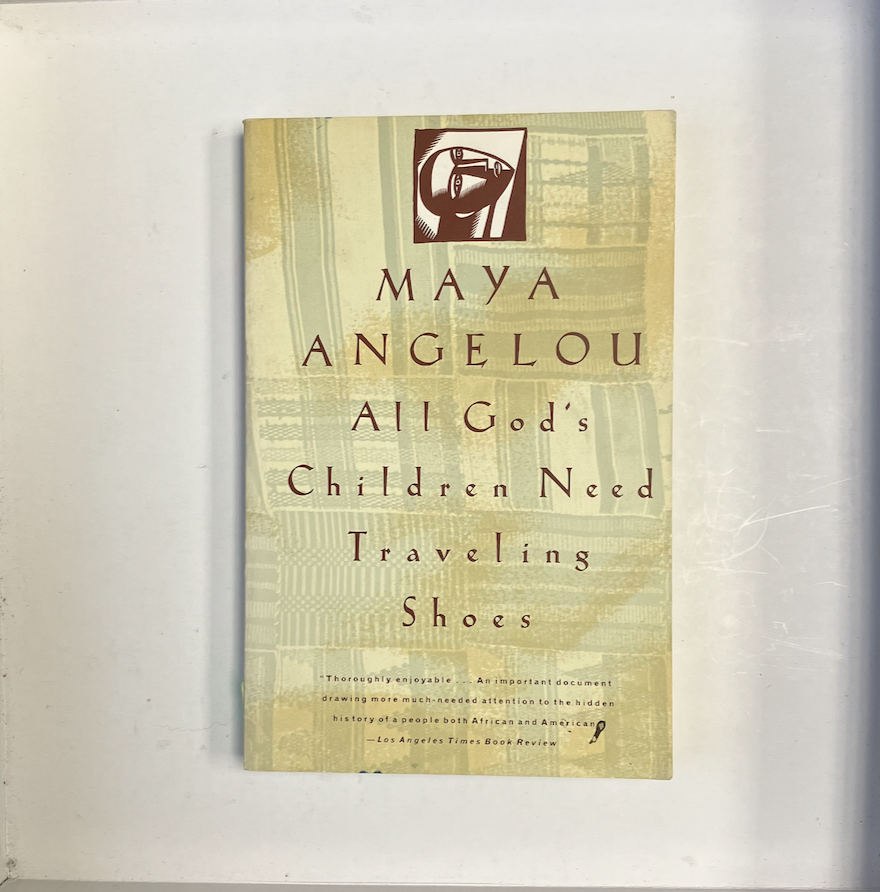 MAYA
ANGELOU
All God's
Children Need
Traveling
Shoes
"Thoroughly enjoyable . . . An important document
drawing more much-needed attention to the hidden
history of a people both African and American
—Los Angeles Times Book Review